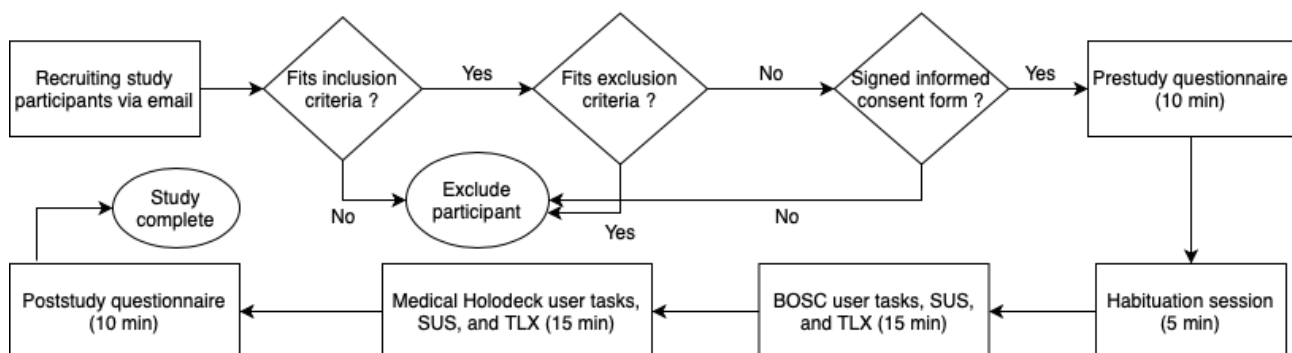 Recruiting study
participants via email
Fits inclusion
criteria ?
Yes
Fits exclusion
criteria ?
No
Signed informed
consent form ?
Yes
Prestudy questionnaire
(10 min)
Study
complete
No
Exclude
participant
Yes
No
Poststudy questionnaire
(10 min)
Medical Holodeck user tasks,
SUS, and TLX (15 min)
BOSC user tasks, SUS,
and TLX (15 min)
Habituation session
(5 min)